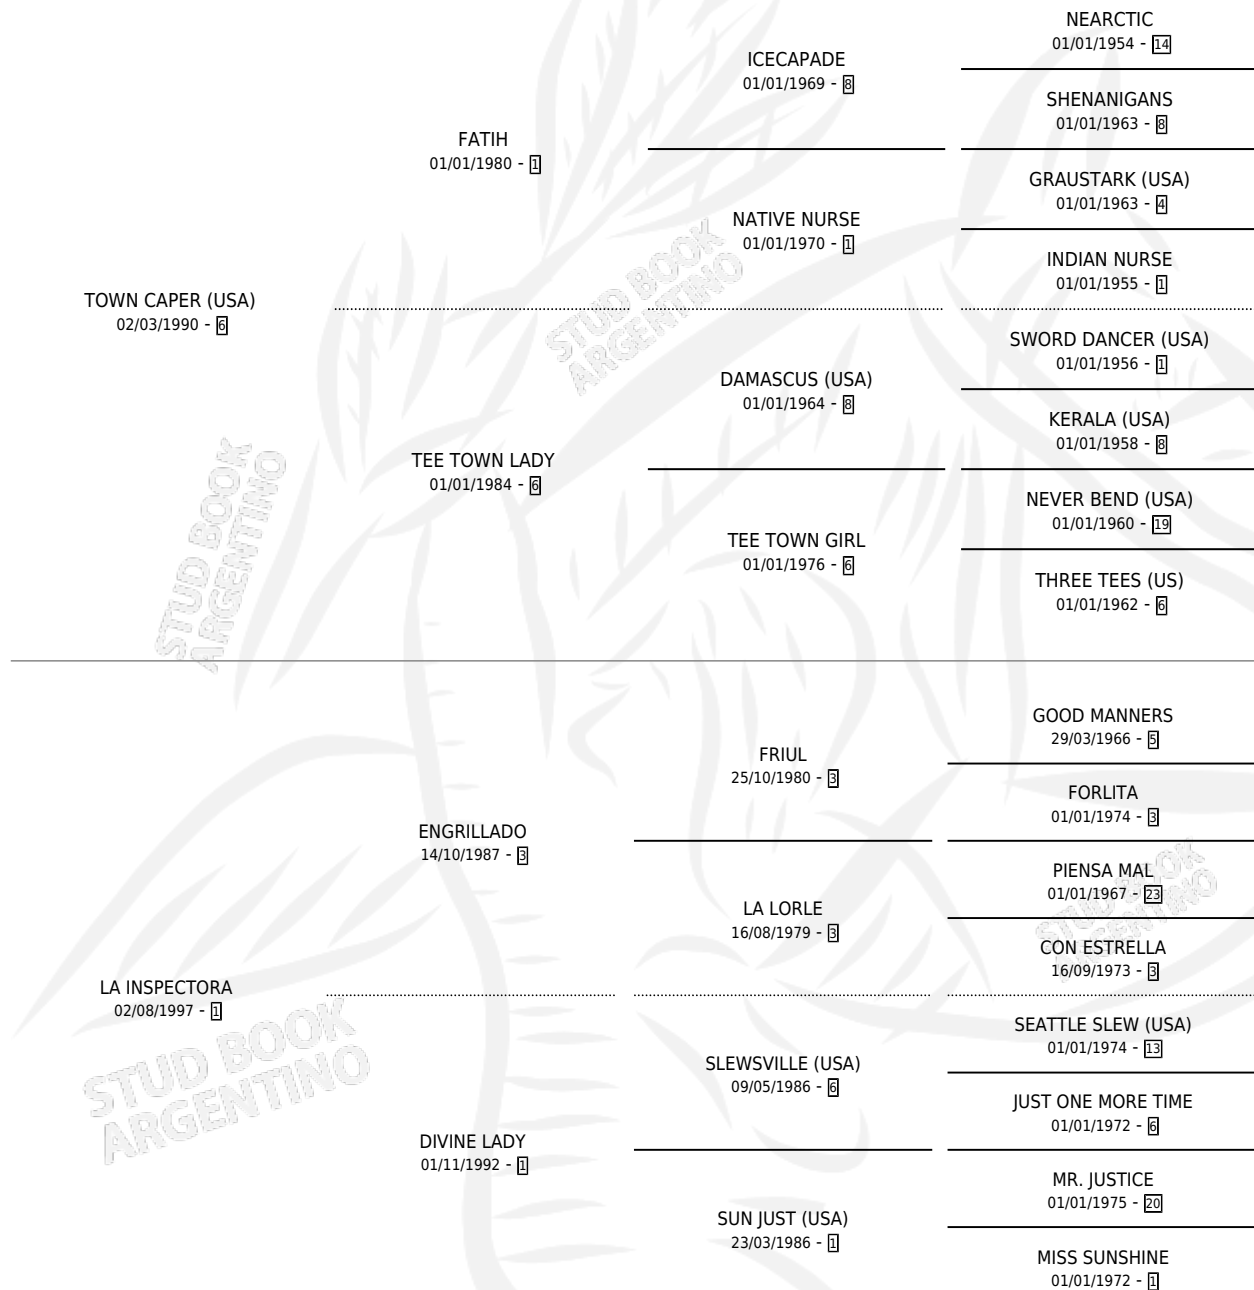 NEARCTIC
01/01/1954 - 14
ICECAPADE
01/01/1969 - 8
SHENANIGANS
01/01/1963 - 8
FATIH
01/01/1980 - 1
GRAUSTARK (USA)
01/01/1963 - 4
NATIVE NURSE
01/01/1970 - 1
INDIAN NURSE
01/01/1955 - 1
TOWN CAPER (USA)
02/03/1990 - 6
SWORD DANCER (USA)
01/01/1956 - 1
DAMASCUS (USA)
01/01/1964 - 8
KERALA (USA)
01/01/1958 - 8
TEE TOWN LADY
01/01/1984 - 6
NEVER BEND (USA)
01/01/1960 - 19
TEE TOWN GIRL
01/01/1976 - 6
THREE TEES (US)
01/01/1962 - 6
GOOD MANNERS
29/03/1966 - 5
FRIUL
25/10/1980 - 3
FORLITA
01/01/1974 - 3
ENGRILLADO
14/10/1987 - 3
PIENSA MAL
01/01/1967 - 23
LA LORLE
16/08/1979 - 3
CON ESTRELLA
16/09/1973 - 3
LA INSPECTORA
02/08/1997 - 1
SEATTLE SLEW (USA)
01/01/1974 - 13
SLEWSVILLE (USA)
09/05/1986 - 6
JUST ONE MORE TIME
01/01/1972 - 6
DIVINE LADY
01/11/1992 - 1
MR. JUSTICE
01/01/1975 - 20
SUN JUST (USA)
23/03/1986 - 1
MISS SUNSHINE
01/01/1972 - 1
STUD BOOK
ARGENTINO
STUD BOOK
ARGENTINO
STUD BOOK
ARGENTINO
STUD BOOK
ARGENTINO